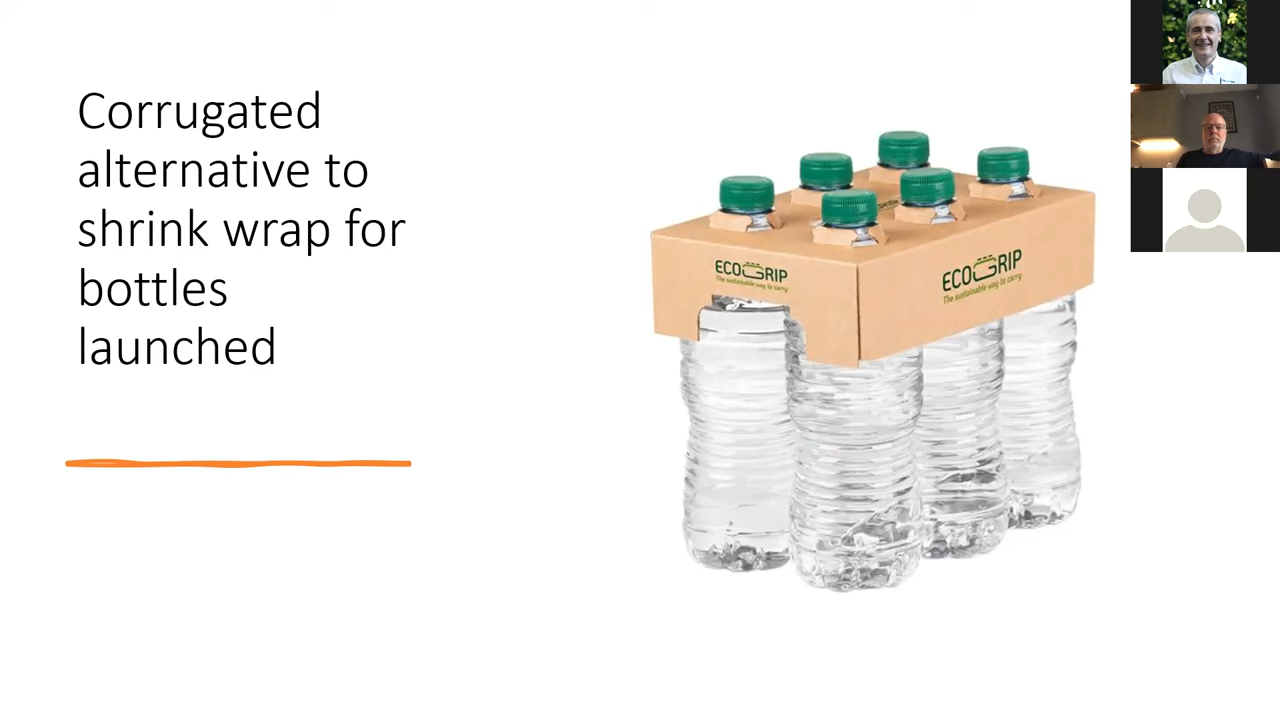 Corrugated
alternative to
shrink wrap for
bottles
launched
ECOGRIP
The sustainable way to carry
ECOGRIP
The sustainable way to carry